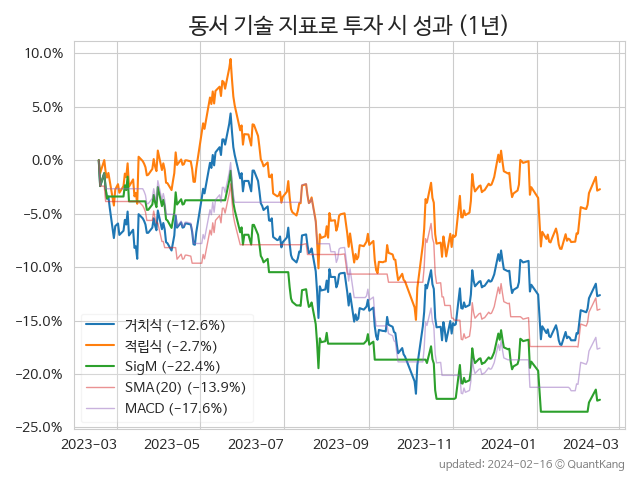 동서 기술 지표로 투자 시 성과 (1년)
10.0%
5.0%
0.0%
−5.0%
−10.0%
−15.0%
−20.0%
−25.0%
거치식 (−12.6%)
적립식 (−2.7%)
SigM (−22.4%)
SMA(20) (−13.9%)
MACD (−17.6%)
2023−03 2023−05 2023−07 2023−09 2023−11 2024−01 2024−03
updated: 2024-02-16 © QuantKang